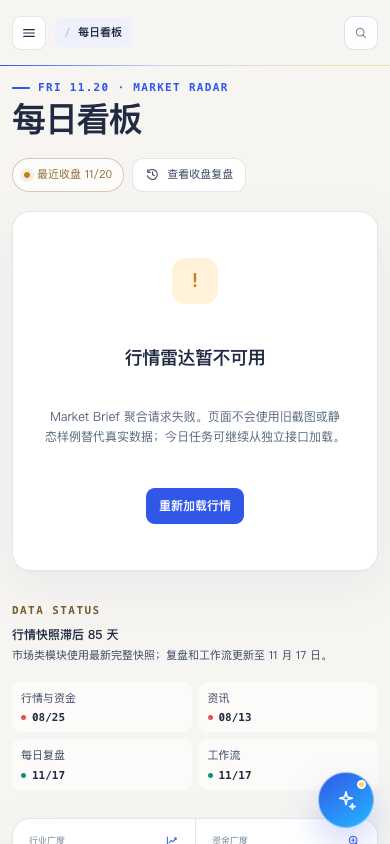 / 每日看板
FRI 11.20 · MARKET RADAR
每日看板
最近收盘 11/20
查看收盘复盘
!
行情雷达暂不可用
Market Brief 聚合请求失败。页面不会使用旧截图或静
态样例替代真实数据；今日任务可继续从独立接口加载。
重新加载行情
DATA STATUS
行情快照滞后 85 天
市场类模块使用最新完整快照；复盘和工作流更新至 11 月 17 日。
行情与资金
08/25
资讯
08/13
每日复盘
11/17
工作流
11/17
行业广度
资金广度